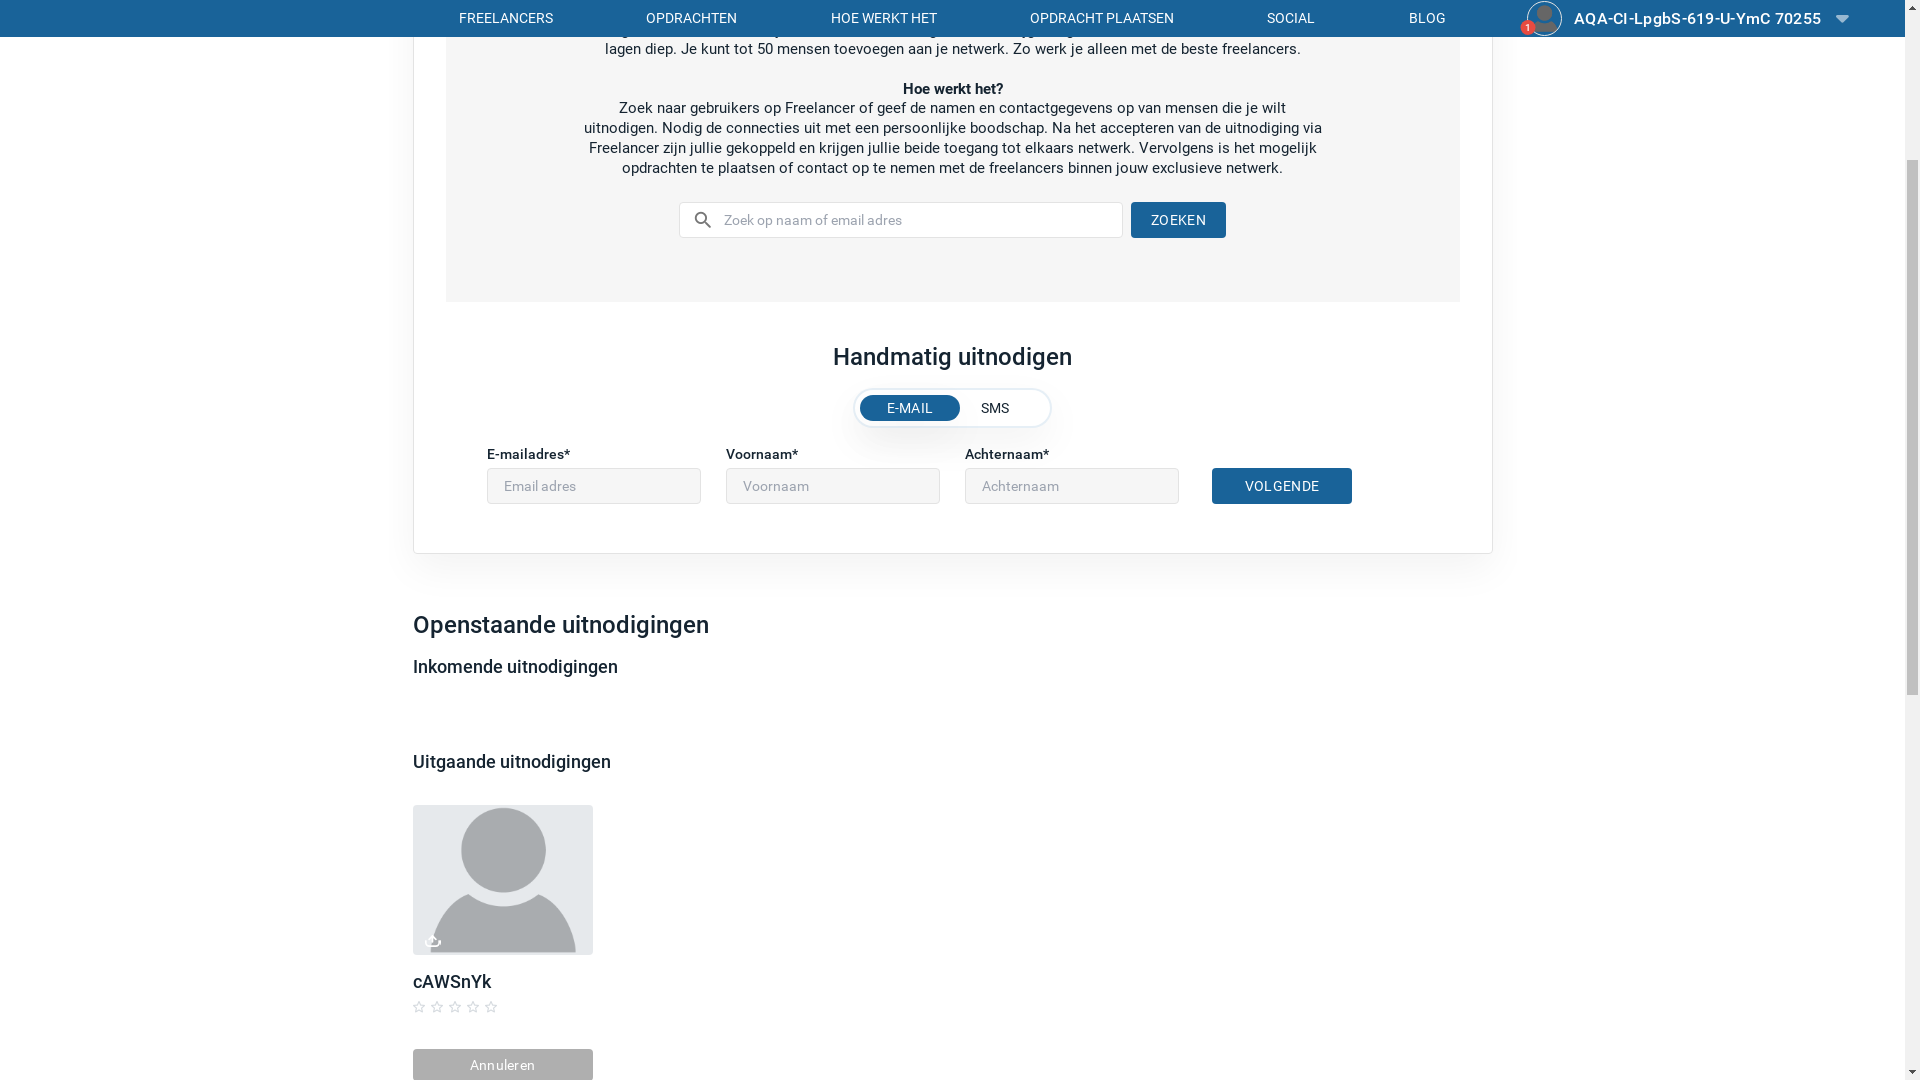 FREELANCERS OPDRACHTEN HOE WERKT HET OPDRACHT PLAATSEN SOCIAL BLOG 1 AQA-CI-LpgbS-619-U-YmC 70255
lagen diep. Je kunt tot 50 mensen toevoegen aan je netwerk. Zo werk je alleen met de beste freelancers.
Hoe werkt het?
Zoek naar gebruikers op Freelancer of geef de namen en contactgegevens op van mensen die je wilt
uitnodigen. Nodig de connecties uit met een persoonlijke boodschap. Na het accepteren van de uitnodiging via
Freelancer zijn jullie gekoppeld en krijgen jullie beide toegang tot elkaars netwerk. Vervolgens is het mogelijk
opdrachten te plaatsen of contact op te nemen met de freelancers binnen jouw exclusieve netwerk.
Zoek op naam of email adres ZOEKEN
Handmatig uitnodigen
E-MAIL SMS
E-mailadres* Voornaam* Achternaam*
Email adres Voornaam Achternaam VOLGENDE
Openstaande uitnodigingen
Inkomende uitnodigingen
Uitgaande uitnodigingen
cAWSnYk
Annuleren